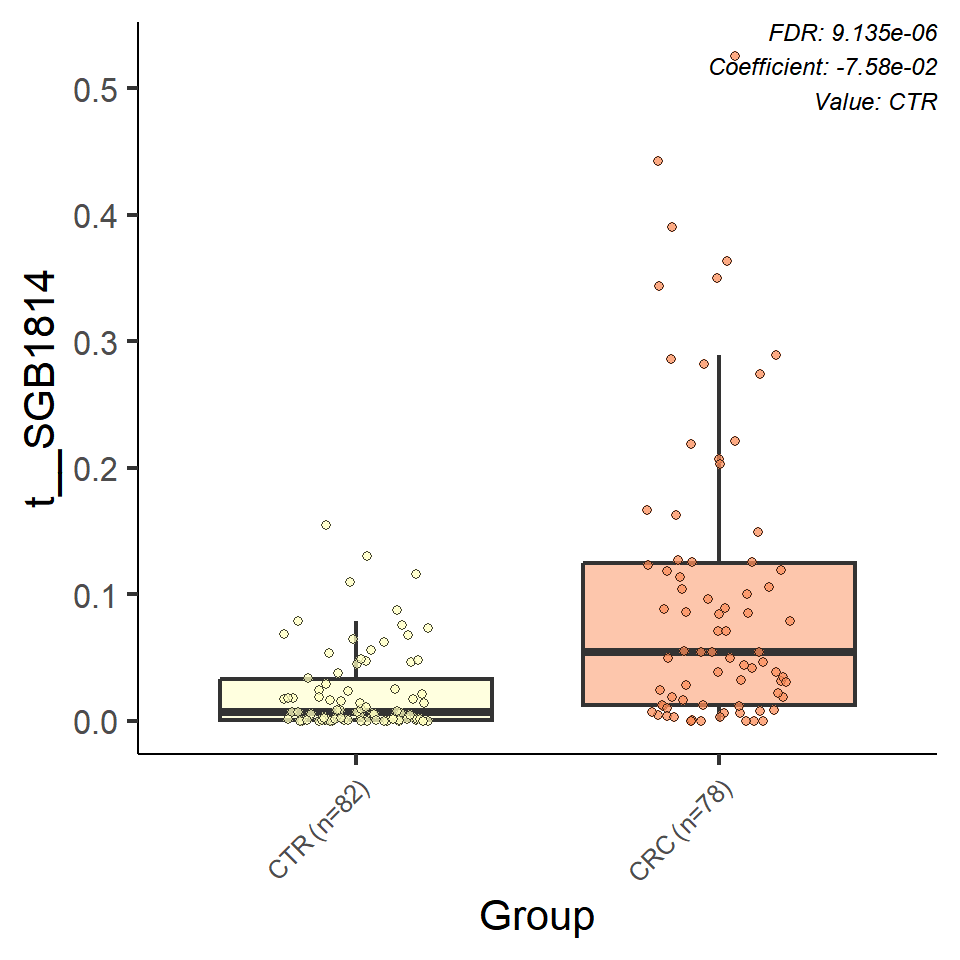 FDR: 9.135e-06
Coefficient: -7.58e-02
Value: CTR
0.5
0.4
0.3
0.2
0.1
0.0
t__SGB1814
CTR (n=82)
CRC (n=78)
Group